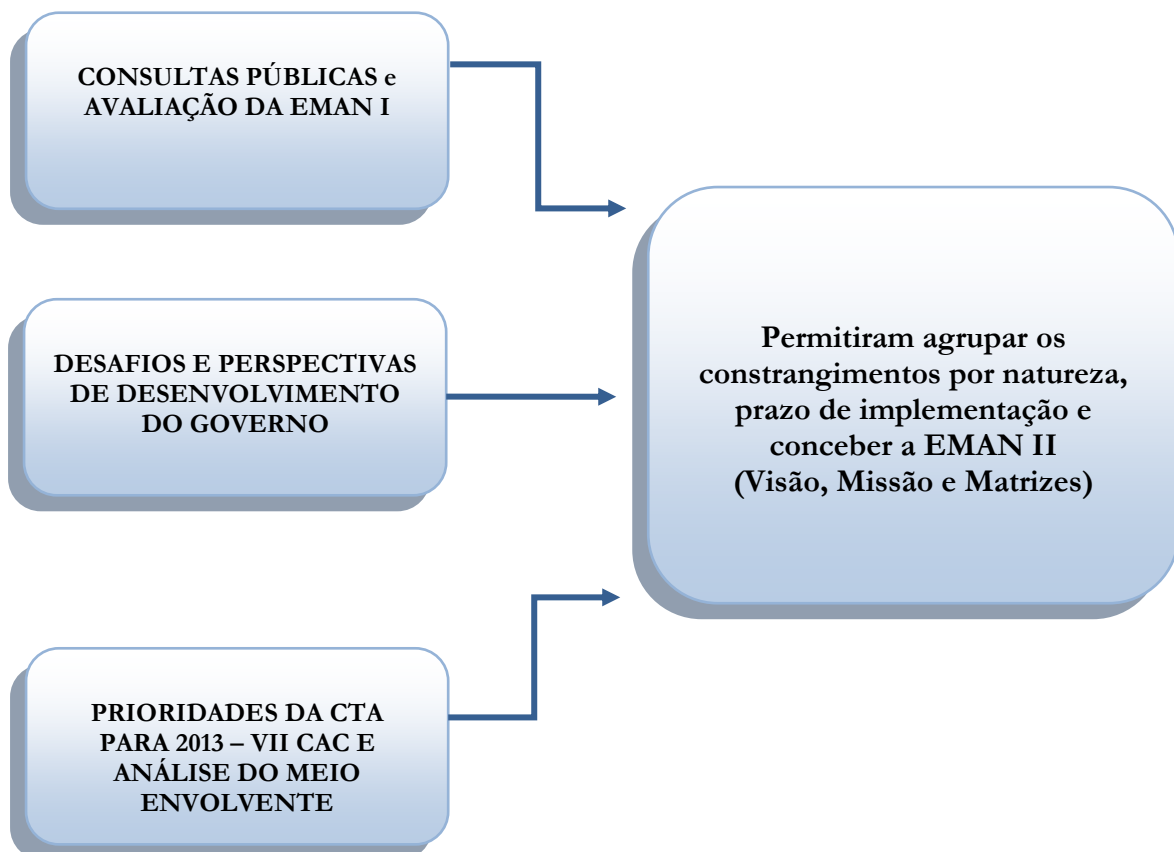 CONSULTAS PÚBLICAS e
AVALIAÇÃO DA EMAN I
DESAFIOS E PERSPECTIVAS
DE DESENVOLVIMENTO
DO GOVERNO
PRIORIDADES DA CTA
PARA 2013 – VII CAC E
ANÁLISE DO MEIO
ENVOLVENTE
Permitiram agrupar os
constrangimentos por natureza,
prazo de implementação e
conceber a EMAN II
(Visão, Missão e Matrizes)